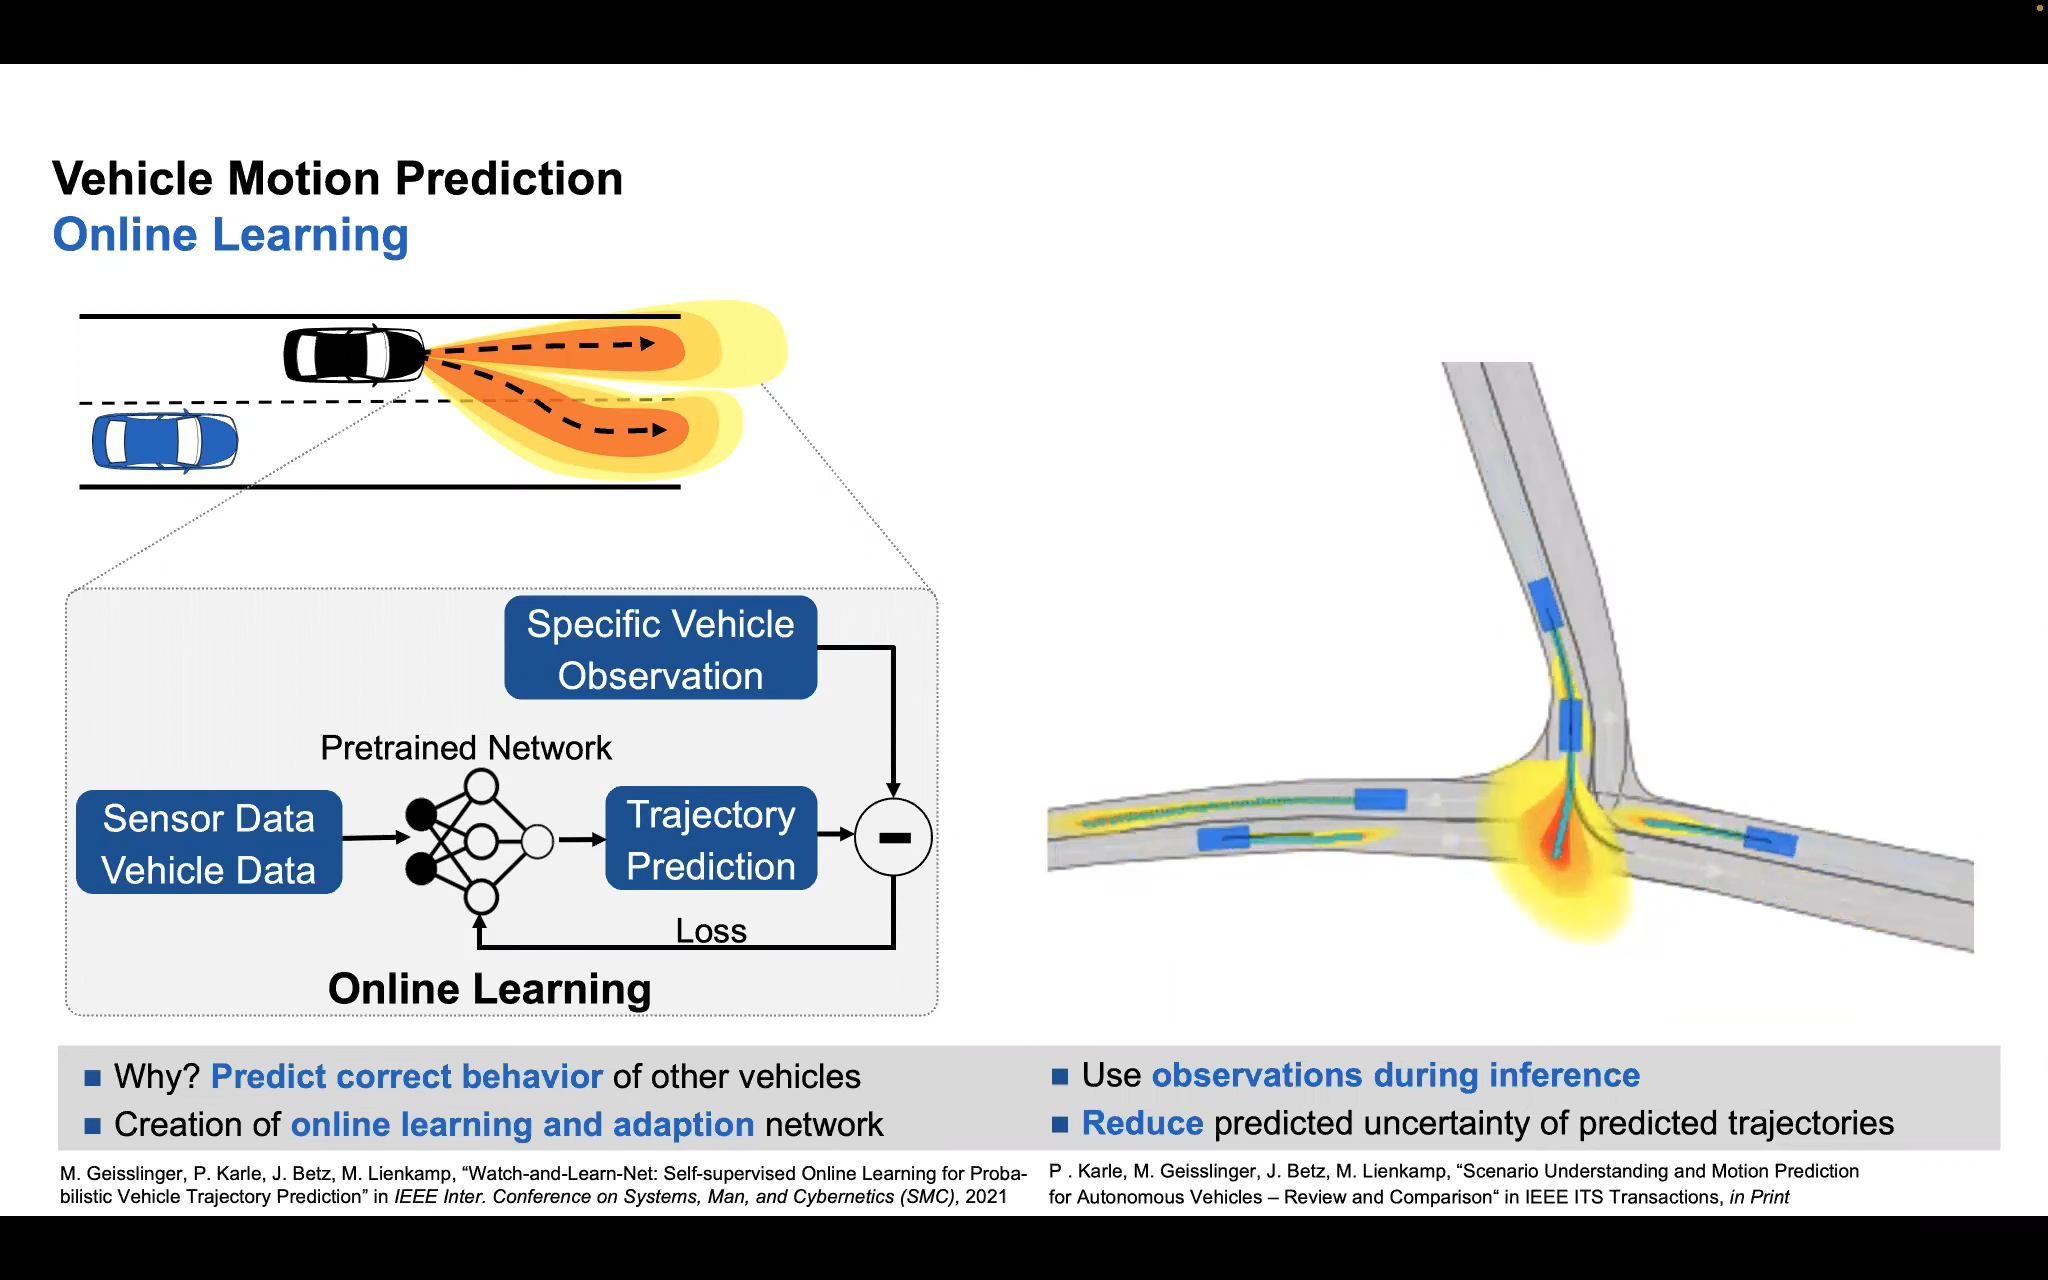 Vehicle Motion Prediction
Online Learning
Specific Vehicle
Observation
Pretrained Network
Sensor Data
Vehicle Data
Trajectory
Prediction
Loss
Online Learning
Why? Predict correct behavior of other vehicles
Creation of online learning and adaption network
Use observations during inference
Reduce predicted uncertainty of predicted trajectories
M. Geisslinger, P. Karle, J. Betz, M. Lienkamp, “Watch-and-Learn-Net: Self-supervised Online Learning for Proba-
bilistic Vehicle Trajectory Prediction” in IEEE Inter. Conference on Systems, Man, and Cybernetics (SMC), 2021
P . Karle, M. Geisslinger, J. Betz, M. Lienkamp, “Scenario Understanding and Motion Prediction
for Autonomous Vehicles – Review and Comparison“ in IEEE ITS Transactions, in Print